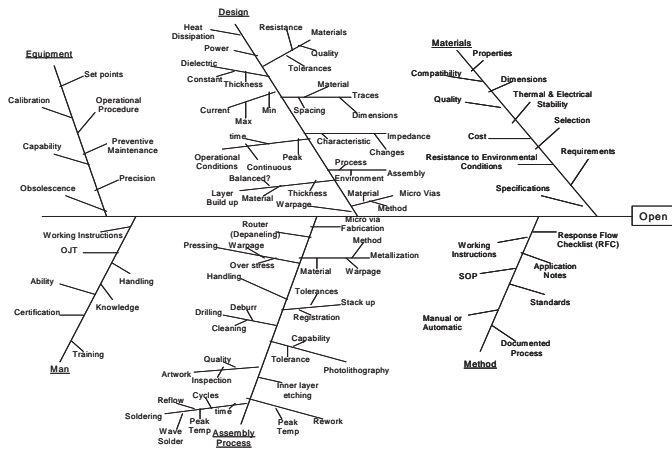 Design
Heat
Dissipation
Resistance
Materials
Power
Quality
Dielectric
Constant
Thickness
Tolerances
Material
Current
Max
Min
Spacing
Traces
Dimensions
time
Operational
Conditions
Continuous
Peak
Characteristic
Impedance
Changes
Process
Assembly
Environment
Balanced?
Layer
Build up
Material
Thickness
Warpage
Material
Micro Vias
Method
Equipment
Set points
Calibration
Operational
Procedure
Capability
Preventive
Maintenance
Precision
Obsolescence
Materials
Properties
Compatibility
Dimensions
Quality
Thermal & Electrical
Stability
Selection
Cost
Resistance to Environmental
Conditions
Requirements
Specifications
Open
Working Instructions
OJT
Handling
Ability
Knowledge
Certification
Training
Man
Router
(Depaneling)
Micro via
Fabrication
Pressing
Warpage
Method
Metallization
Over stress
Material
Warpage
Handling
Tolerances
Stack up
Drilling
Deburr
Cleaning
Registration
Capability
Tolerance
Photolithography
Quality
Artwork
Inspection
Inner layer
etching
Cycles
Reflow
time
Soldering
Wave
Solder
Peak
Temp
Peak
Temp
Rework
Assembly
Process
Response Flow
Checklist (RFC)
Working
Instructions
Application
Notes
SOP
Standards
Manual or
Automatic
Documented
Process
Method